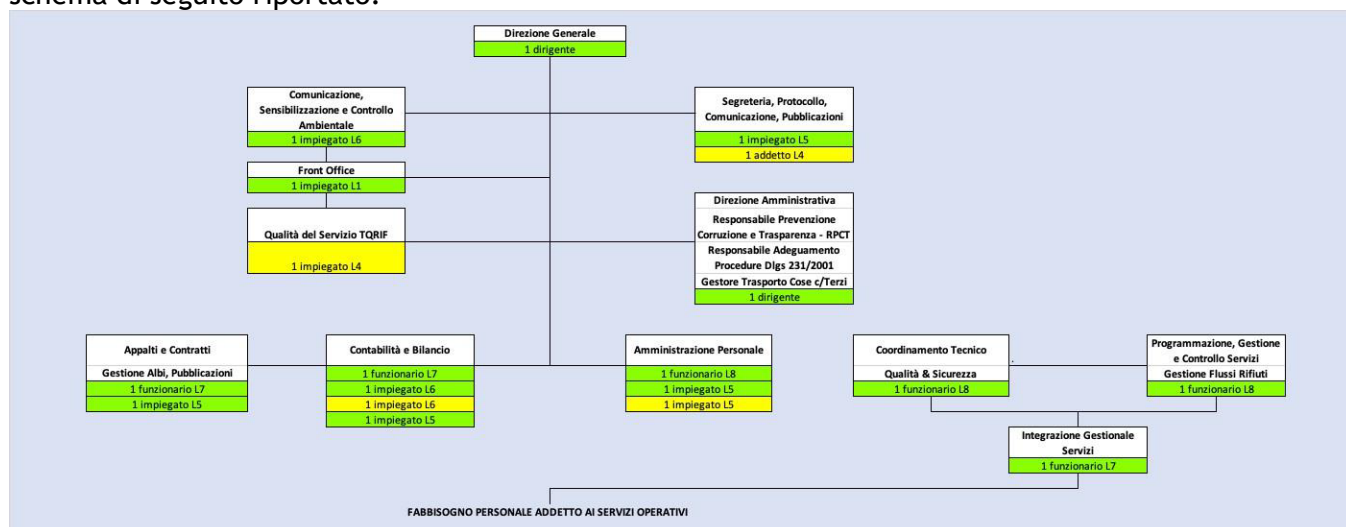 schema di seguito riportato:
Direzione Generale
1 dirigente
Comunicazione,
Sensibilizzazione e Controllo
Ambientale
1 impiegato L6
Segreteria, Protocollo,
Comunicazione, Pubblicazioni
1 impiegato L5
1 addetto L4
Front Office
1 impiegato L1
Qualità del Servizio TQRIF
1 impiegato L4
Direzione Amministrativa
Responsabile Prevenzione
Corruzione e Trasparenza - RPCT
Responsabile Adeguamento
Procedure Dlgs 231/2001
Gestore Trasporto Cose c/Terzi
1 dirigente
Appalti e Contratti
Gestione Albi, Pubblicazioni
1 funzionario L7
1 impiegato L5
Contabilità e Bilancio
1 funzionario L7
1 impiegato L6
1 impiegato L6
1 impiegato L5
Amministrazione Personale
1 funzionario L8
1 impiegato L5
1 impiegato L5
Coordinamento Tecnico
Qualità & Sicurezza
1 funzionario L8
.
Programmazione, Gestione
e Controllo Servizi
Gestione Flussi Rifiuti
1 funzionario L8
Integrazione Gestionale
Servizi
1 funzionario L7
FABBISOGNO PERSONALE ADDETTO AI SERVIZI OPERATIVI